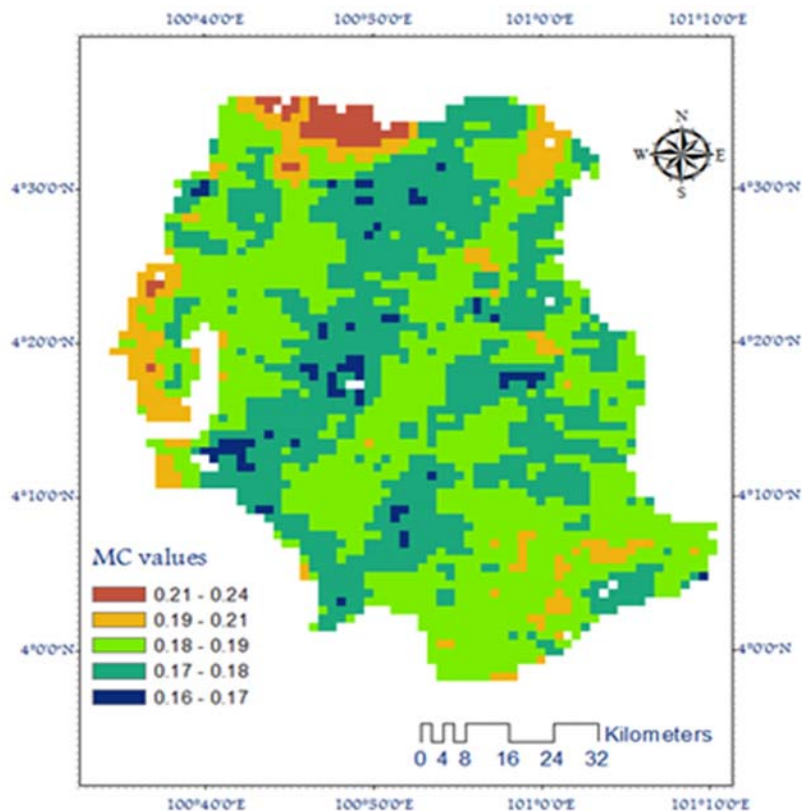 100°40'0"E 100°50'0"E 101°0'0"E 101°10'0"E
N
W E
S
4°30'0"N 4°30'0"N
4°20'0"N 4°20'0"N
4°10'0"N 4°10'0"N
MC values
0.21 - 0.24
0.19 - 0.21
0.18 - 0.19
0.17 - 0.18
0.16 - 0.17
4°0'0"N 4°0'0"N
Kilometers
0 4 8 16 24 32
100°40'0"E 100°50'0"E 101°0'0"E 101°10'0"E